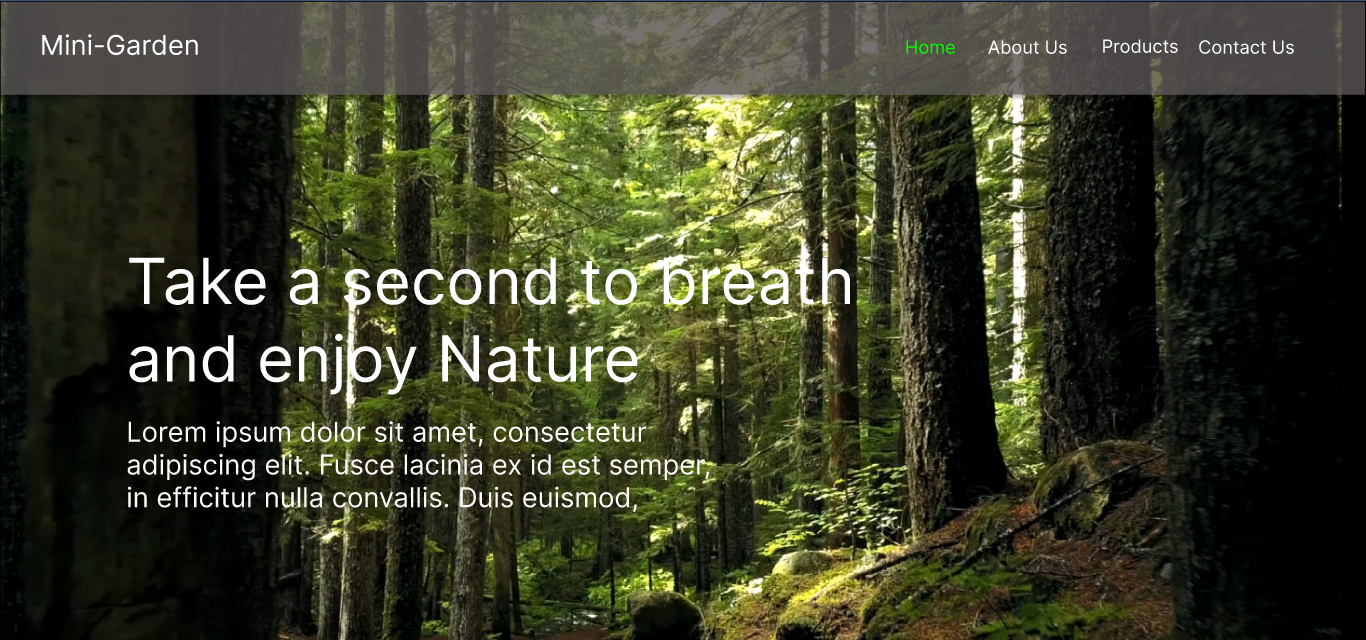 Mini-Garden
Home About Us Products Contact Us
Take a second to breath
and enjoy Nature
Lorem ipsum dolor sit amet, consectetur
adipiscing elit. Fusce lacinia ex id est semper,
in efficitur nulla convallis. Duis euismod,